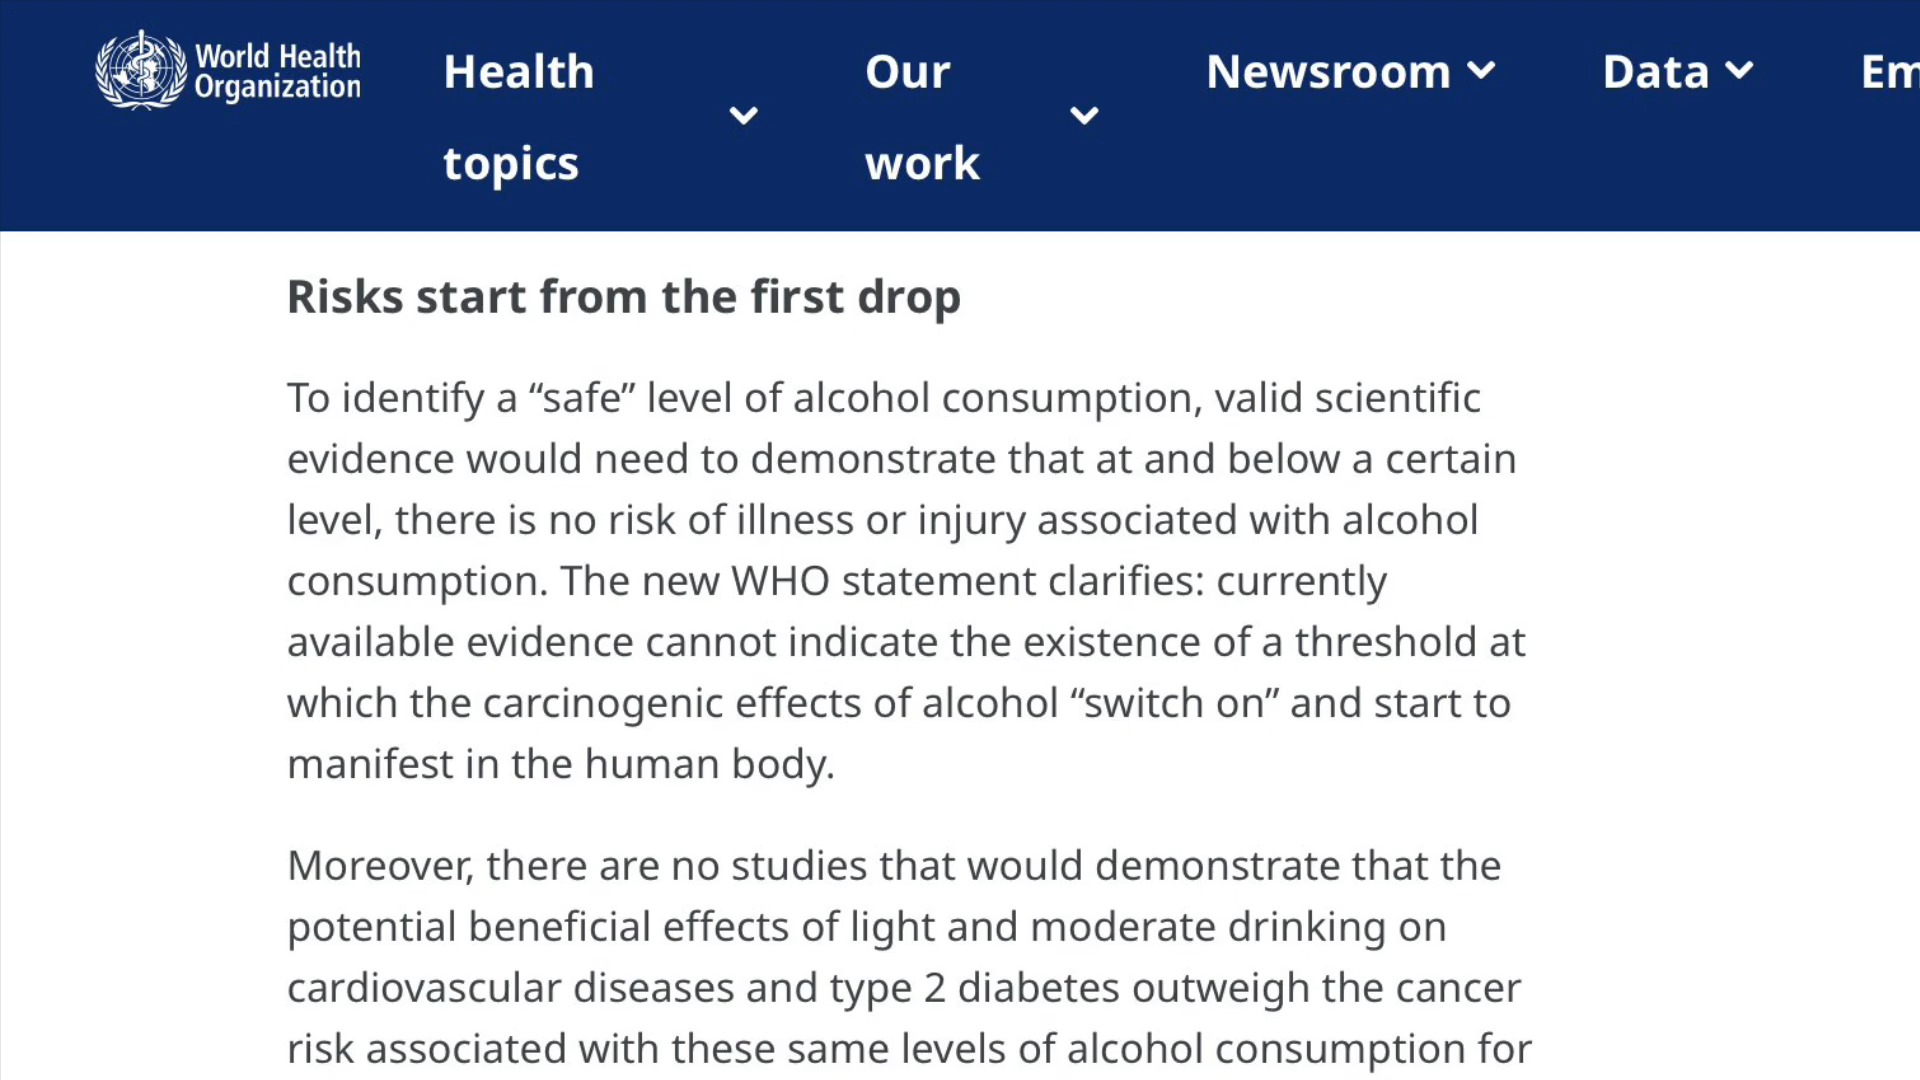 World Health
Organization
Health
topics
Our
work
Newsroom
Data
Em
Risks start from the first drop
To identify a “safe” level of alcohol consumption, valid scientific
evidence would need to demonstrate that at and below a certain
level, there is no risk of illness or injury associated with alcohol
consumption. The new WHO statement clarifies: currently
available evidence cannot indicate the existence of a threshold at
which the carcinogenic effects of alcohol “switch on” and start to
manifest in the human body.
Moreover, there are no studies that would demonstrate that the
potential beneficial effects of light and moderate drinking on
cardiovascular diseases and type 2 diabetes outweigh the cancer
risk associated with these same levels of alcohol consumption for